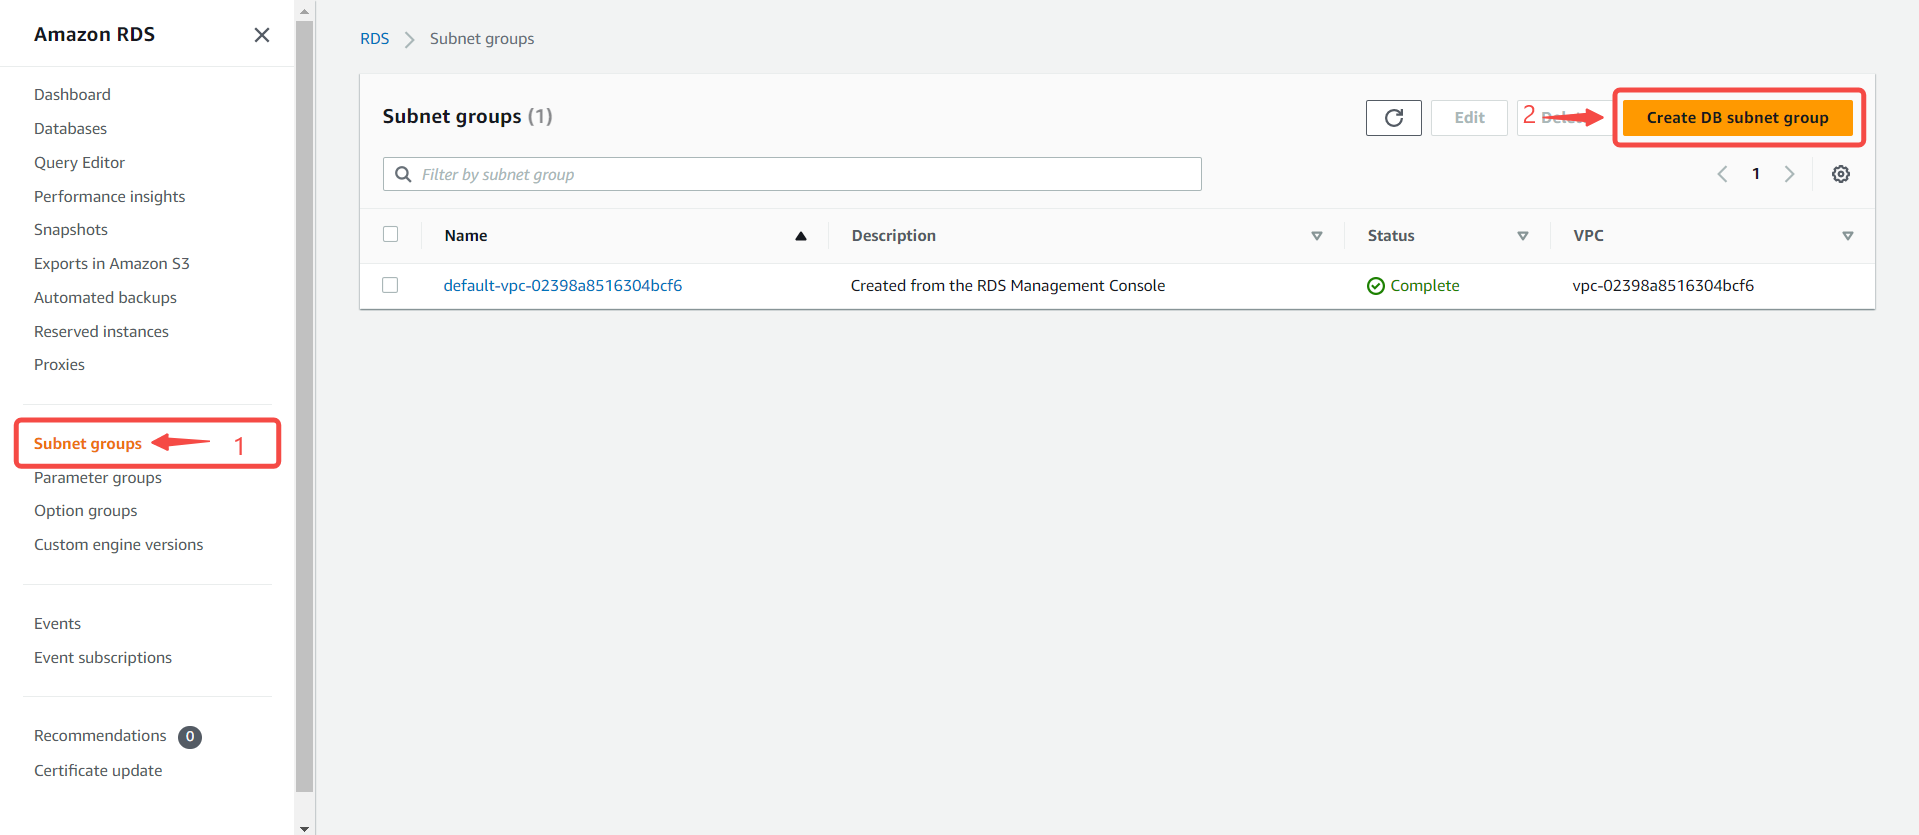 Amazon RDS
Dashboard
Databases
Query Editor
Performance insights
Snapshots
Exports in Amazon S3
Automated backups
Reserved instances
Proxies
Subnet groups 1
Parameter groups
Option groups
Custom engine versions
Events
Event subscriptions
Recommendations 0
Certificate update
RDS Subnet groups
Subnet groups (1)
Edit Delete 2 Create DB subnet group
Filter by subnet group
1
Name Description Status VPC
default-vpc-02398a8516304bcf6 Created from the RDS Management Console Complete vpc-02398a8516304bcf6